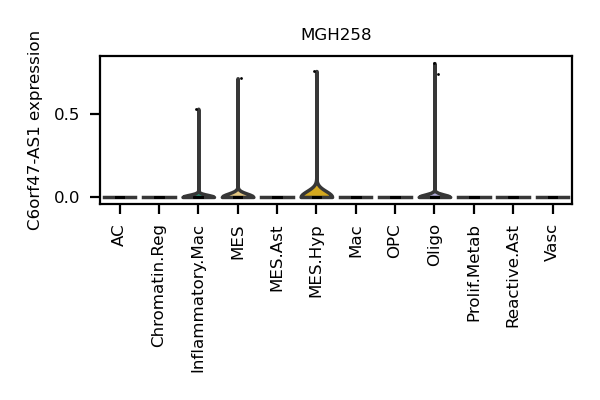 MGH258
C6orf47-AS1 expression
0.5
0.0
AC
Chromatin.Reg
Inflammatory.Mac
MES
MES.Ast
MES.Hyp
Mac
OPC
Oligo
Prolif.Metab
Reactive.Ast
Vasc